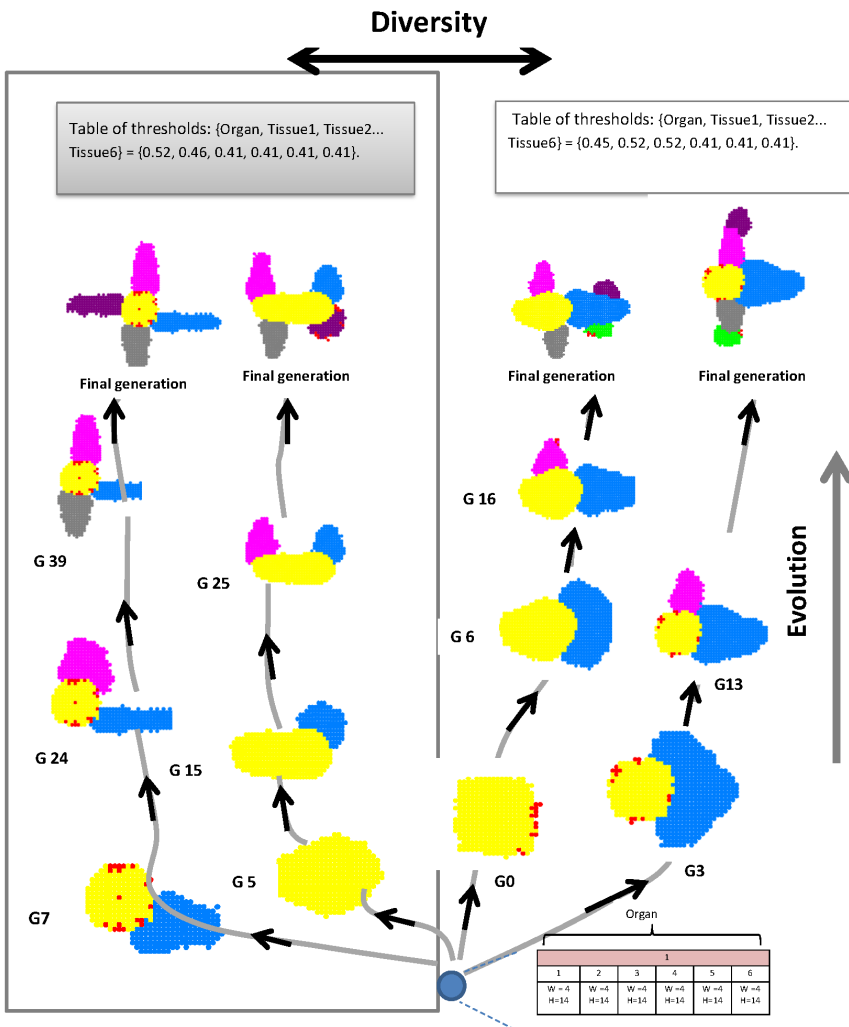 Diversity
Table of thresholds: {Organ, Tissue1, Tissue2...
Tissue6} = {0.52, 0.46, 0.41, 0.41, 0.41, 0.41}.
Table of thresholds: {Organ, Tissue1, Tissue2...
Tissue6} = {0.45, 0.52, 0.52, 0.41, 0.41, 0.41}.
Final generation
Final generation
Final generation
Final generation
G 39
G 25
G 16
G 6
G13
Evolution
G 24
G 15
G7
G 5
G0
G3
Organ
1
1 2 3 4 5 6
W =4 W =4 W =4 W =4 W =4 W =4
H=14 H=14 H=14 H=14 H=14 H=14